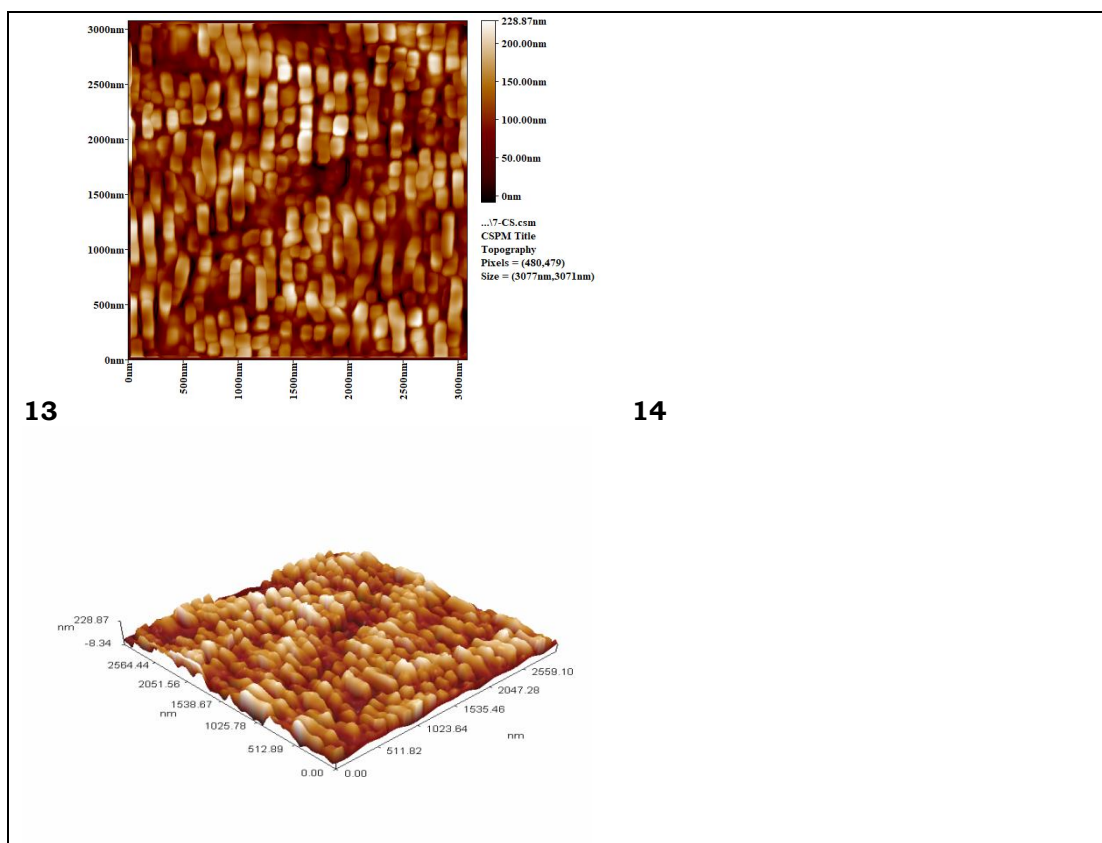 3000nm
2500nm
2000nm
1500nm
1000nm
500nm
0nm
0nm
500nm
1000nm
1500nm
2000nm
2500nm
3000nm
228.87nm
200.00nm
150.00nm
100.00nm
50.00nm
0nm
...\7-CS.csm
CSPM Title
Topography
Pixels = (480,479)
Size = (3077nm,3071nm)
13 14
228.87
nm
-8.34
2564.44
2051.56
1538.67
nm
1025.78
512.89
0.00 0.00
511.82
1023.64
nm
1535.46
2047.28
2559.10